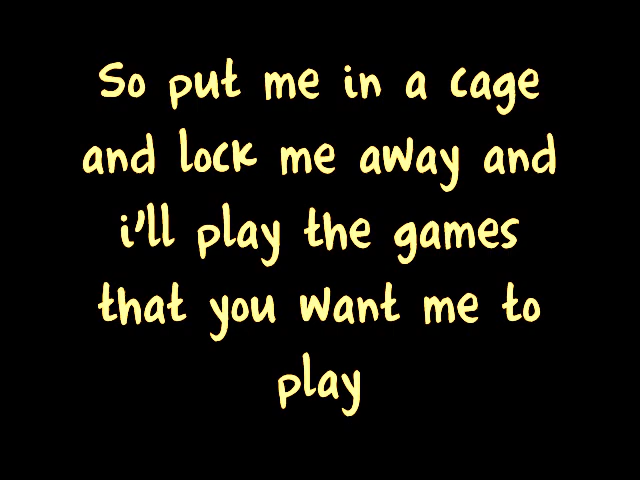 So put me in a cage
and lock me away and
i'll play the games
that you want me to
play